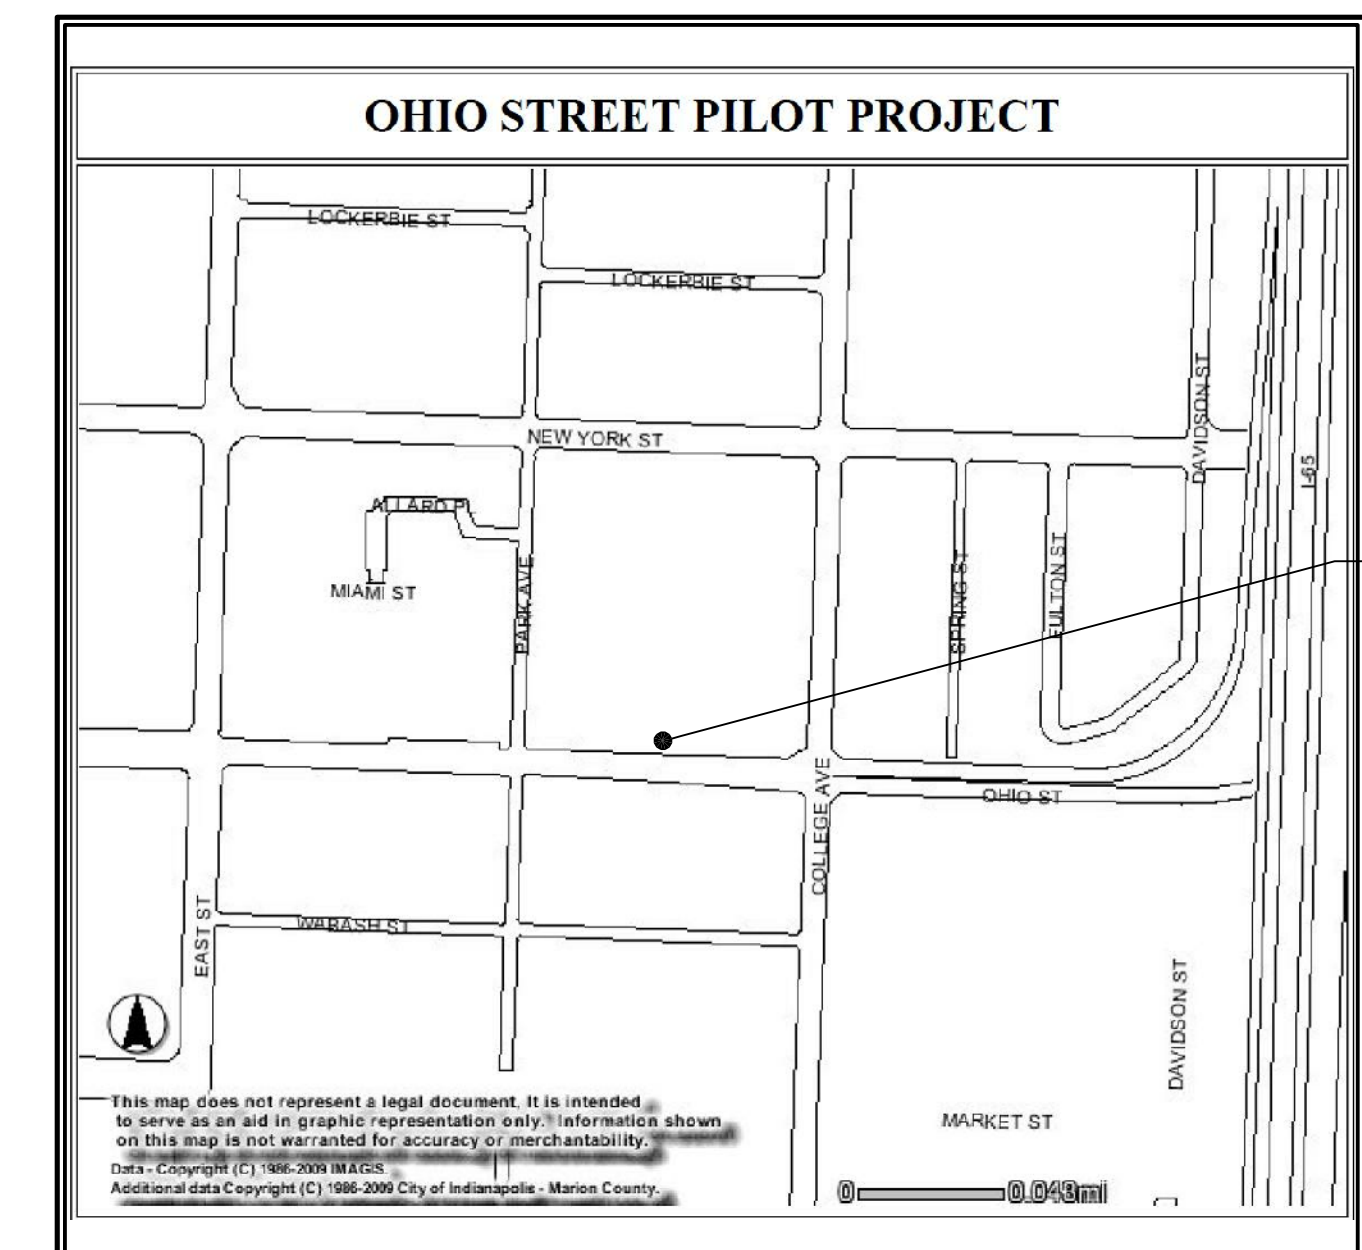 OHIO STREET PILOT PROJECT
LOCKERBIE ST
LOCKERBIE ST
DAVIDSON ST
NEW YORK ST
I-65
ALLARD PL
MIAMI ST
PARK AVE
SPRING ST
FULTON ST
COLLEGE AVE
OHIO ST
EAST ST
WABASH ST
DAVIDSON ST
MARKET ST
This map does not represent a legal document. It is intended
to serve as an aid in graphic representation only. Information shown
on this map is not warranted for accuracy or merchantability.
Data - Copyright (C) 1986-2009 IMAGIS.
Additional data Copyright (C) 1986-2009 City of Indianapolis - Marion County.
0 0.043mi